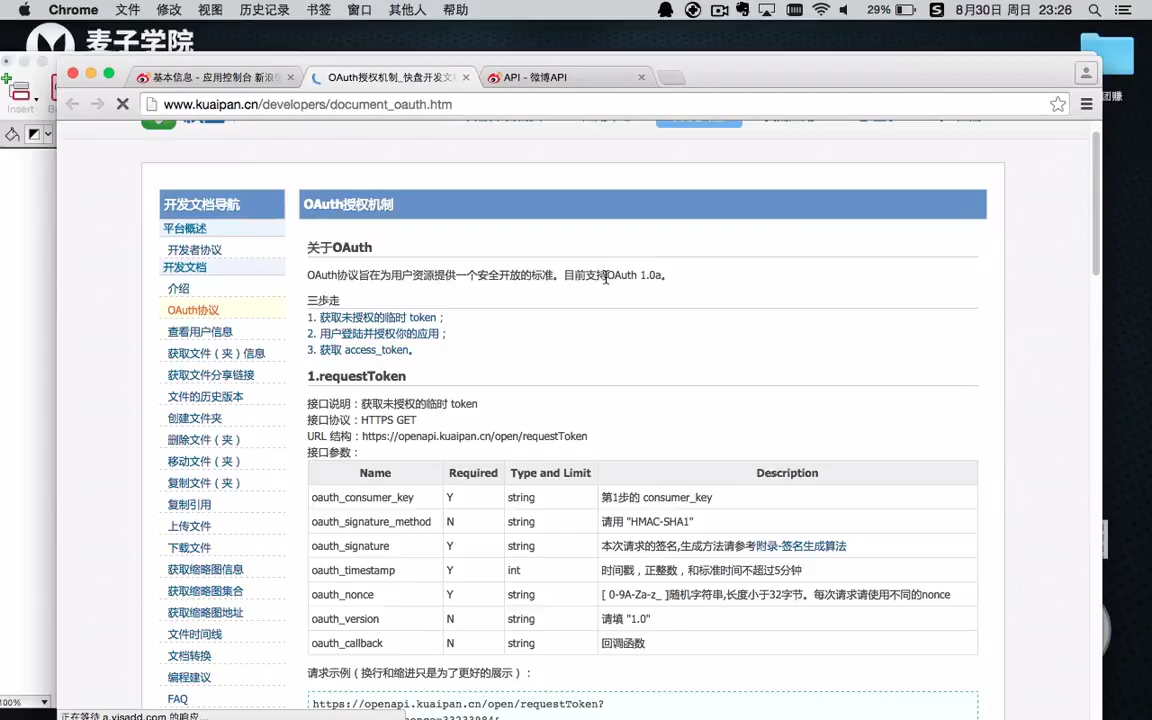 Chrome 文件 修改 视图 历史记录 书签 窗口 其他人 帮助 29% 8月30日 周日 23:26
麦子学院
基本信息 - 应用控制台 新浪 OAuth授权机制_快盘开发文 API - 微博API
Insert
www.kuaipan.cn/developers/document_oauth.htm
团赚
开发文档导航
平台概述
开发者协议
开发文档
介绍
OAuth协议
查看用户信息
获取文件（夹）信息
获取文件分享链接
文件的历史版本
创建文件夹
删除文件（夹）
移动文件（夹）
复制文件（夹）
复制引用
上传文件
下载文件
获取缩略图信息
获取缩略图集合
获取缩略图地址
文件时间线
文档转换
编程建议
FAQ
OAuth授权机制
关于OAuth
OAuth协议旨在为用户资源提供一个安全开放的标准。目前支持OAuth 1.0a。
三步走
1. 获取未授权的临时 token；
2. 用户登陆并授权你的应用；
3. 获取 access_token。
1.requestToken
接口说明：获取未授权的临时 token
接口协议：HTTPS GET
URL 结构：https://openapi.kuaipan.cn/open/requestToken
接口参数：
Name Required Type and Limit Description
oauth_consumer_key Y string 第1步的 consumer_key
oauth_signature_method N string 请用 "HMAC-SHA1"
oauth_signature Y string 本次请求的签名,生成方法请参考附录-签名生成算法
oauth_timestamp Y int 时间戳，正整数，和标准时间不超过5分钟
oauth_nonce Y string [ 0-9A-Za-z_ ]随机字符串,长度小于32字节。每次请求请使用不同的nonce
oauth_version N string 请填 "1.0"
oauth_callback N string 回调函数
请求示例（换行和缩进只是为了更好的展示）：
https://openapi.kuaipan.cn/open/requestToken?
100%
正在等待 a.visadd.com 的响应...